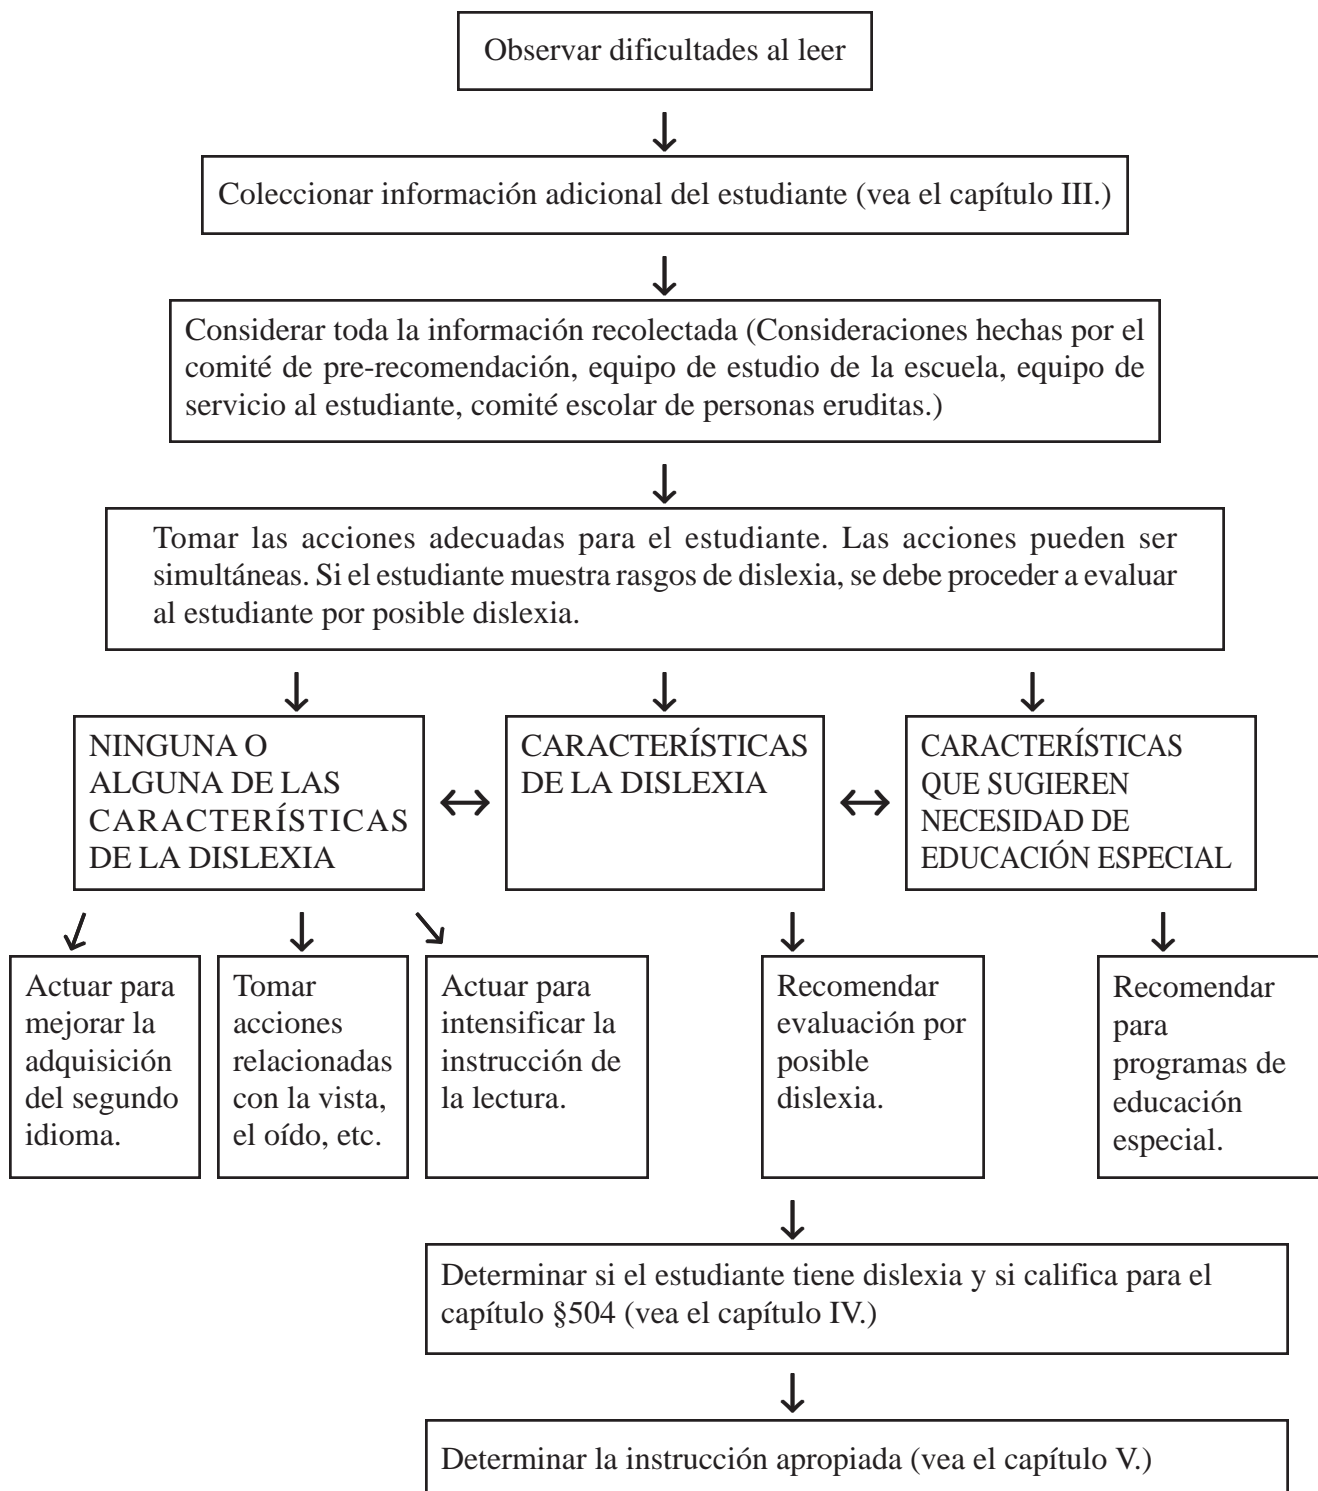 Observar dificultades al leer
Coleccionar información adicional del estudiante (vea el capítulo III.)
Considerar toda la información recolectada (Consideraciones hechas por el
comité de pre-recomendación, equipo de estudio de la escuela, equipo de
servicio al estudiante, comité escolar de personas eruditas.)
Tomar las acciones adecuadas para el estudiante. Las acciones pueden ser
simultáneas. Si el estudiante muestra rasgos de dislexia, se debe proceder a evaluar
al estudiante por posible dislexia.
NINGUNA O
ALGUNA DE LAS
CARACTERÍSTICAS
DE LA DISLEXIA
CARACTERÍSTICAS
DE LA DISLEXIA
CARACTERÍSTICAS
QUE SUGIEREN
NECESIDAD DE
EDUCACIÓN ESPECIAL
Actuar para
mejorar la
adquisición
del segundo
idioma.
Tomar
acciones
relacionadas
con la vista,
el oído, etc.
Actuar para
intensificar la
instrucción de
la lectura.
Recomendar
evaluación por
posible
dislexia.
Recomendar
para
programas de
educación
especial.
Determinar si el estudiante tiene dislexia y si califica para el
capítulo §504 (vea el capítulo IV.)
Determinar la instrucción apropiada (vea el capítulo V.)